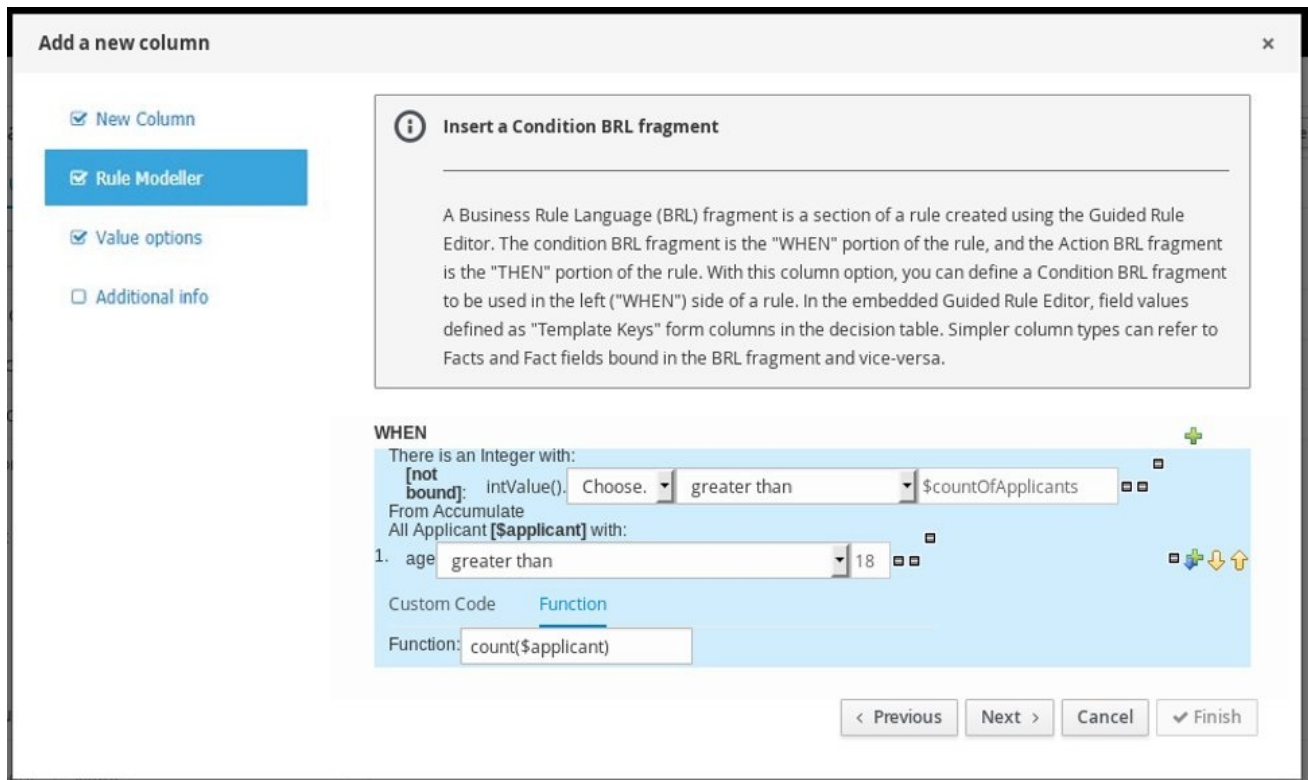 Add a new column
×
New Column
Rule Modeller
Value options
Additional info
Insert a Condition BRL fragment
A Business Rule Language (BRL) fragment is a section of a rule created using the Guided Rule
Editor. The condition BRL fragment is the "WHEN" portion of the rule, and the Action BRL fragment
is the "THEN" portion of the rule. With this column option, you can define a Condition BRL fragment
to be used in the left ("WHEN") side of a rule. In the embedded Guided Rule Editor, field values
defined as "Template Keys" form columns in the decision table. Simpler column types can refer to
Facts and Fact fields bound in the BRL fragment and vice-versa.
WHEN
There is an Integer with:
[not
bound]: intValue(). Choose. greater than $countOfApplicants
From Accumulate
All Applicant [$applicant] with:
1. age greater than 18
Custom Code Function
Function: count($applicant)
< Previous Next > Cancel ✔ Finish